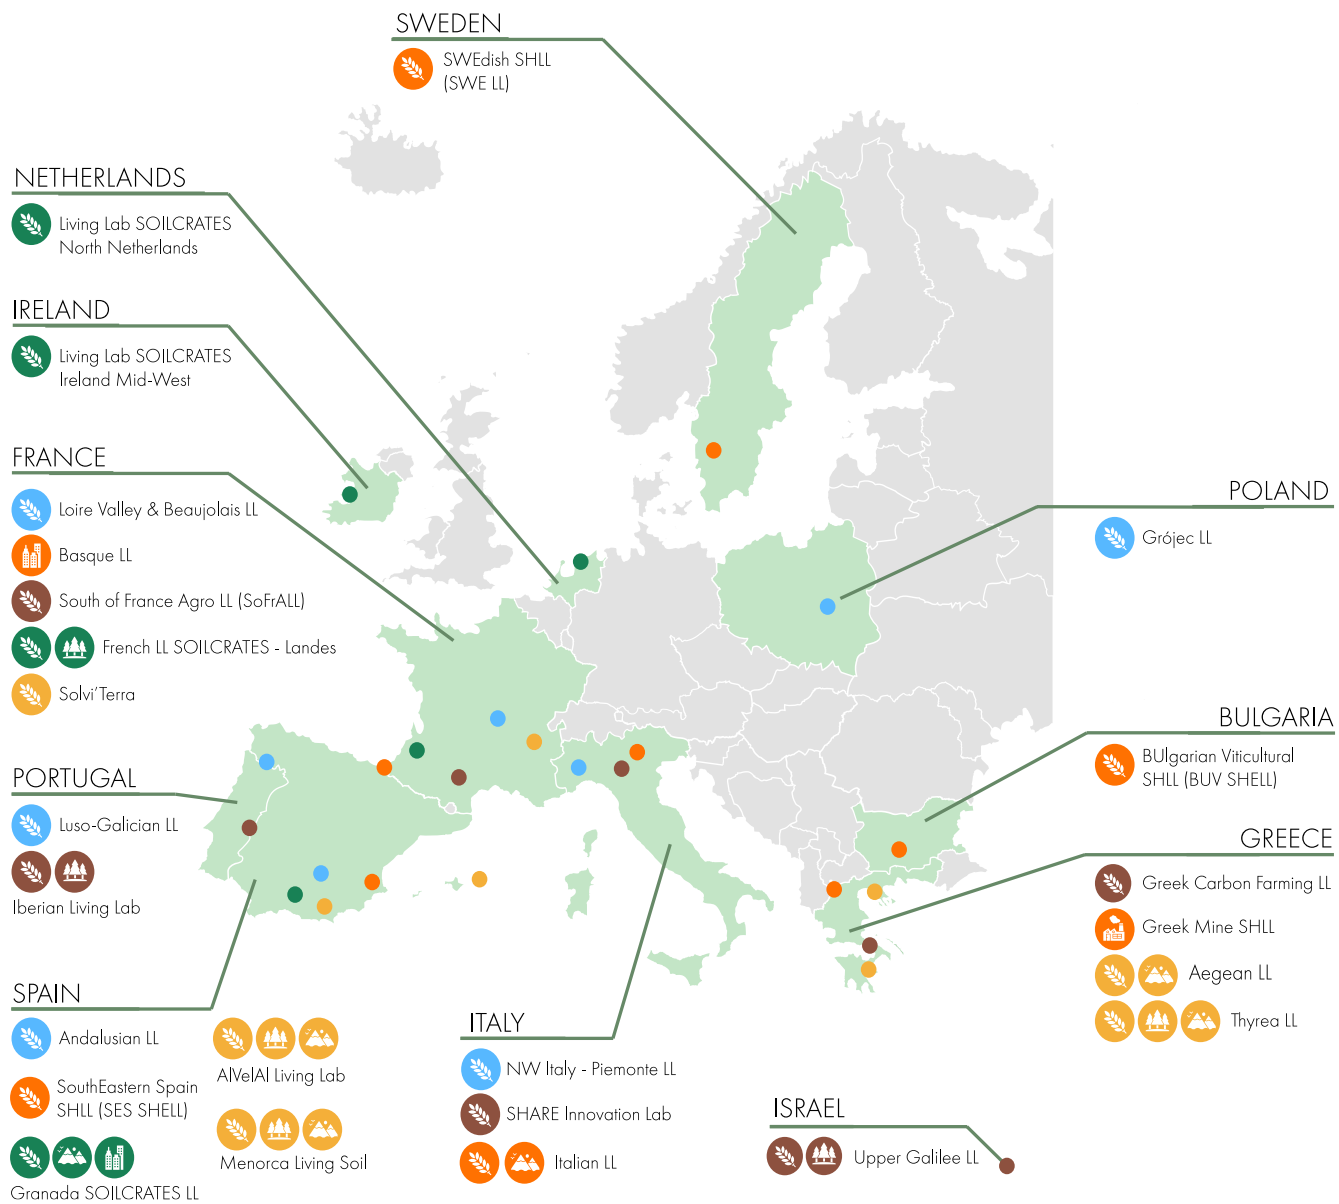 SWEDEN
SWEdish SHLL
(SWE LL)
NETHERLANDS
Living Lab SOILCRATES
North Netherlands
IRELAND
Living Lab SOILCRATES
Ireland Mid-West
FRANCE
Loire Valley & Beaujolais LL
Basque LL
South of France Agro LL (SoFrALL)
French LL SOILCRATES - Landes
Solvi'Terra
PORTUGAL
Luso-Galician LL
Iberian Living Lab
SPAIN
Andalusian LL
SouthEastern Spain
SHLL (SES SHELL)
Granada SOILCRATES LL
AlVelAl Living Lab
Menorca Living Soil
ITALY
NW Italy - Piemonte LL
SHARE Innovation Lab
Italian LL
ISRAEL
Upper Galilee LL
POLAND
Grójec LL
BULGARIA
BUlgarian Viticultural
SHLL (BUV SHELL)
GREECE
Greek Carbon Farming LL
Greek Mine SHLL
Aegean LL
Thyrea LL